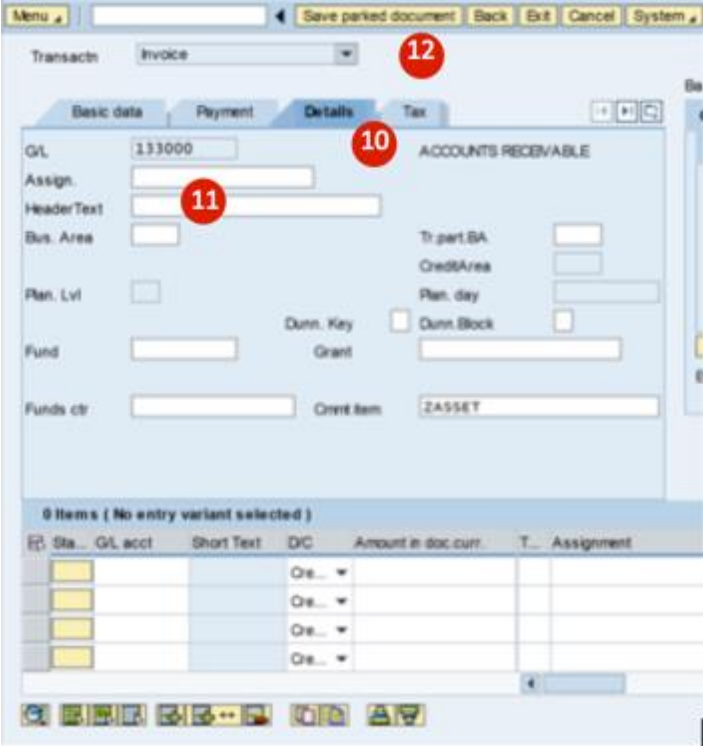 Menu Save parked document Back Exit Cancel System
Transactn Invoice 12
Ba
Basic data Payment Details Tax
G/L 133000 10 ACCOUNTS RECEIVABLE
Assign.
HeaderText 11
Bus. Area Tr.part.BA
CreditArea
Plan. Lvl Plan. day
Dunn. Key Dunn.Block
Fund Grant
Funds ctr Cmmt Item ZASSET
0 Items ( No entry variant selected )
Sta... G/L acct Short Text D/C Amount in doc.curr. T... Assignment
Cre...
Cre...
Cre...
Cre...